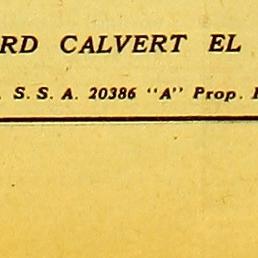 RD CALVERT EL
. S. S. A. 20386 "A" Prop.